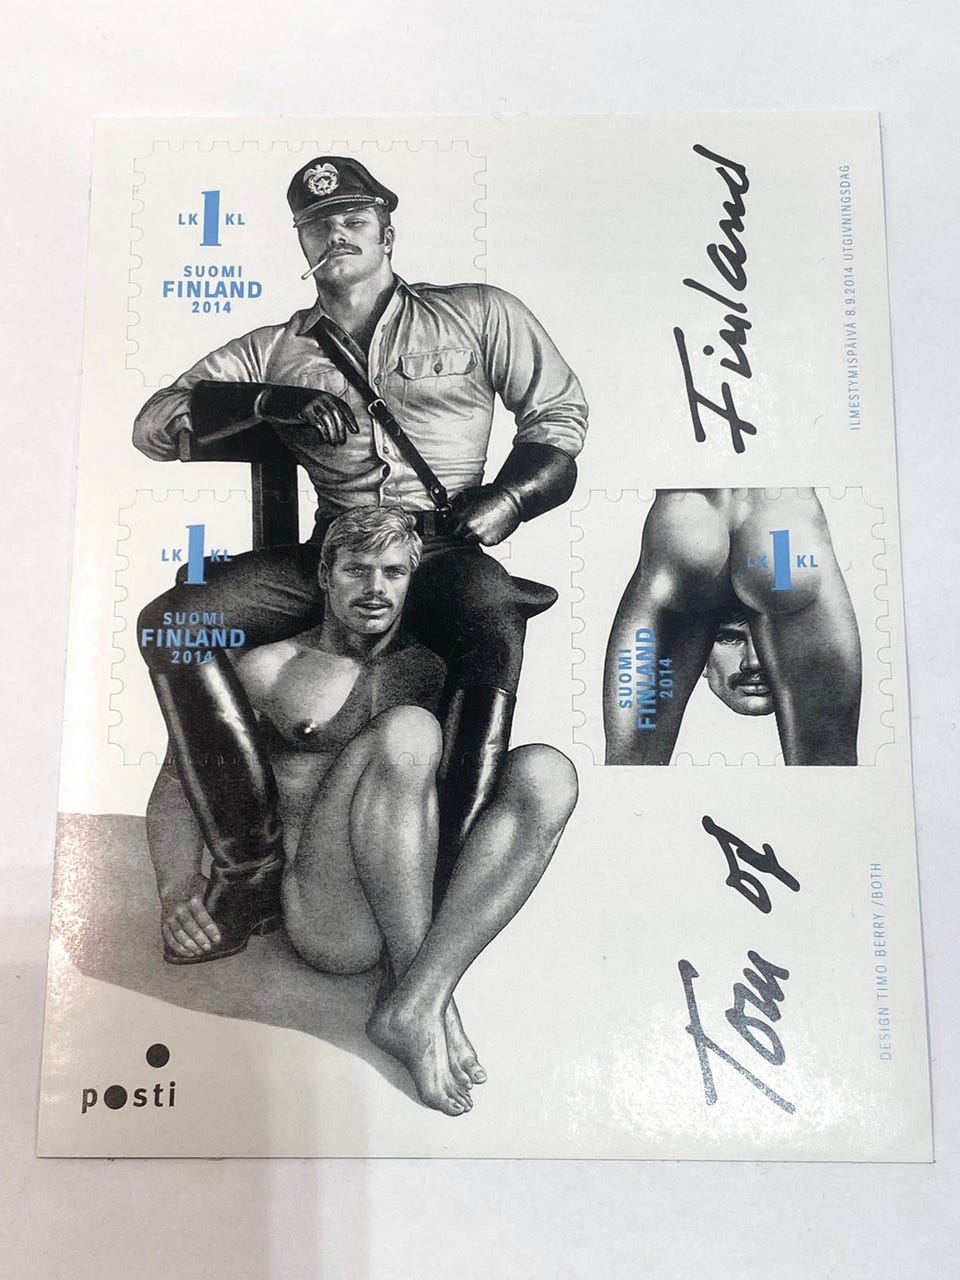 LK 1 KL
SUOMI
FINLAND
2014
LK 1 KL
SUOMI
FINLAND
2014
LK 1 KL
SUOMI
FINLAND
2014
Tom of Finland
ILMESTYMISPÄIVÄ 8.9.2014 UTGIVNINGSDAG
DESIGN TIMO BERRY /BOTH
posti